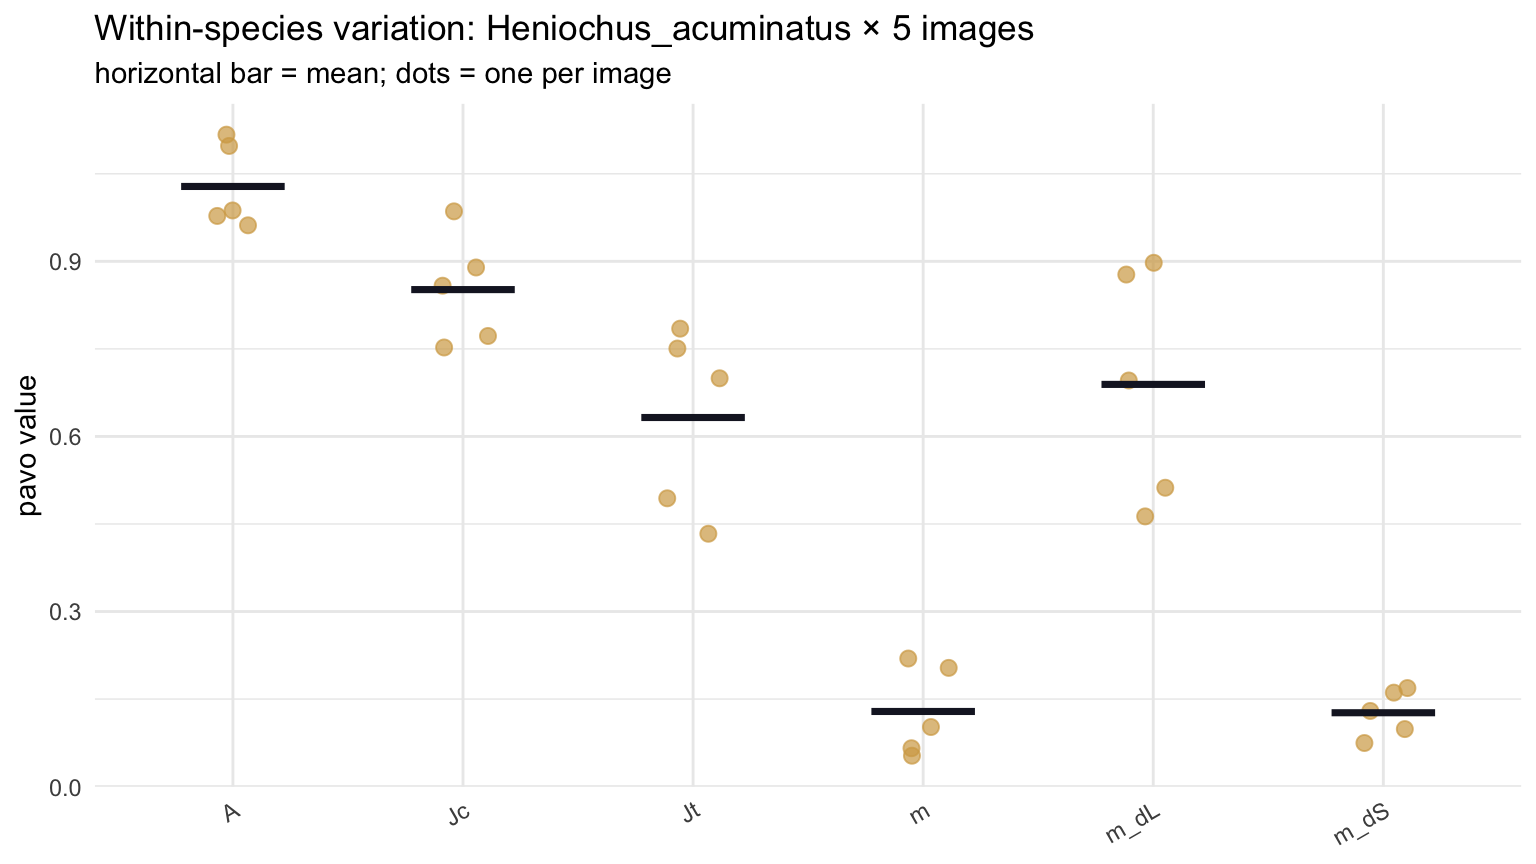 Within-species variation: Heniochus_acuminatus × 5 images
horizontal bar = mean; dots = one per image
pavo value
0.9
0.6
0.3
0.0
A
Jc
Jt
m
m_dL
m_dS